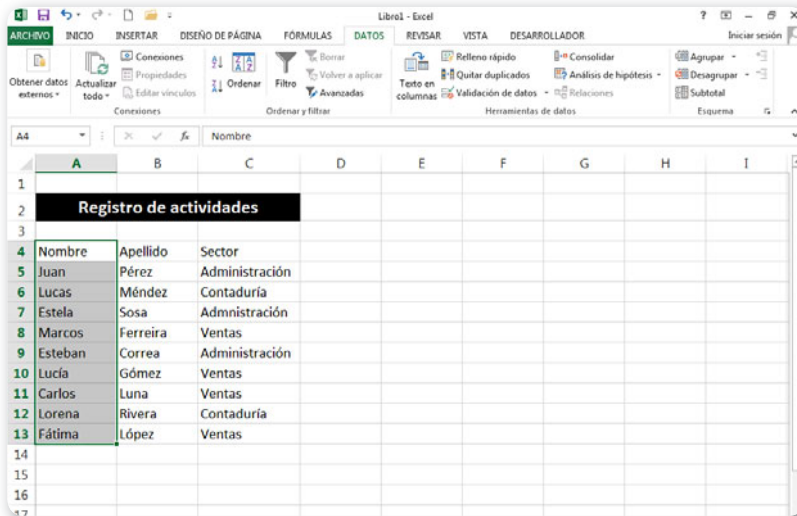 Libro1 - Excel
ARCHIVO INICIO INSERTAR DISEÑO DE PÁGINA FÓRMULAS DATOS REVISAR VISTA DESARROLLADOR Iniciar sesión
Conexiones Borrar Relleno rápido Consolidar Agrupar
Obtener datos externos Actualizar todo Propiedades Ordenar Filtro Volver a aplicar Texto en columnas Quitar duplicados Análisis de hipótesis Desagrupar
Editar vínculos Avanzadas Validación de datos Relaciones Subtotal
Conexiones Ordenar y filtrar Herramientas de datos Esquema
A4 fx Nombre
A B C D E F G H I
1
2 Registro de actividades
3
4 Nombre Apellido Sector
5 Juan Pérez Administración
6 Lucas Méndez Contaduría
7 Estela Sosa Admnistración
8 Marcos Ferreira Ventas
9 Esteban Correa Administración
10 Lucía Gómez Ventas
11 Carlos Luna Ventas
12 Lorena Rivera Contaduría
13 Fátima López Ventas
14
15
16
17